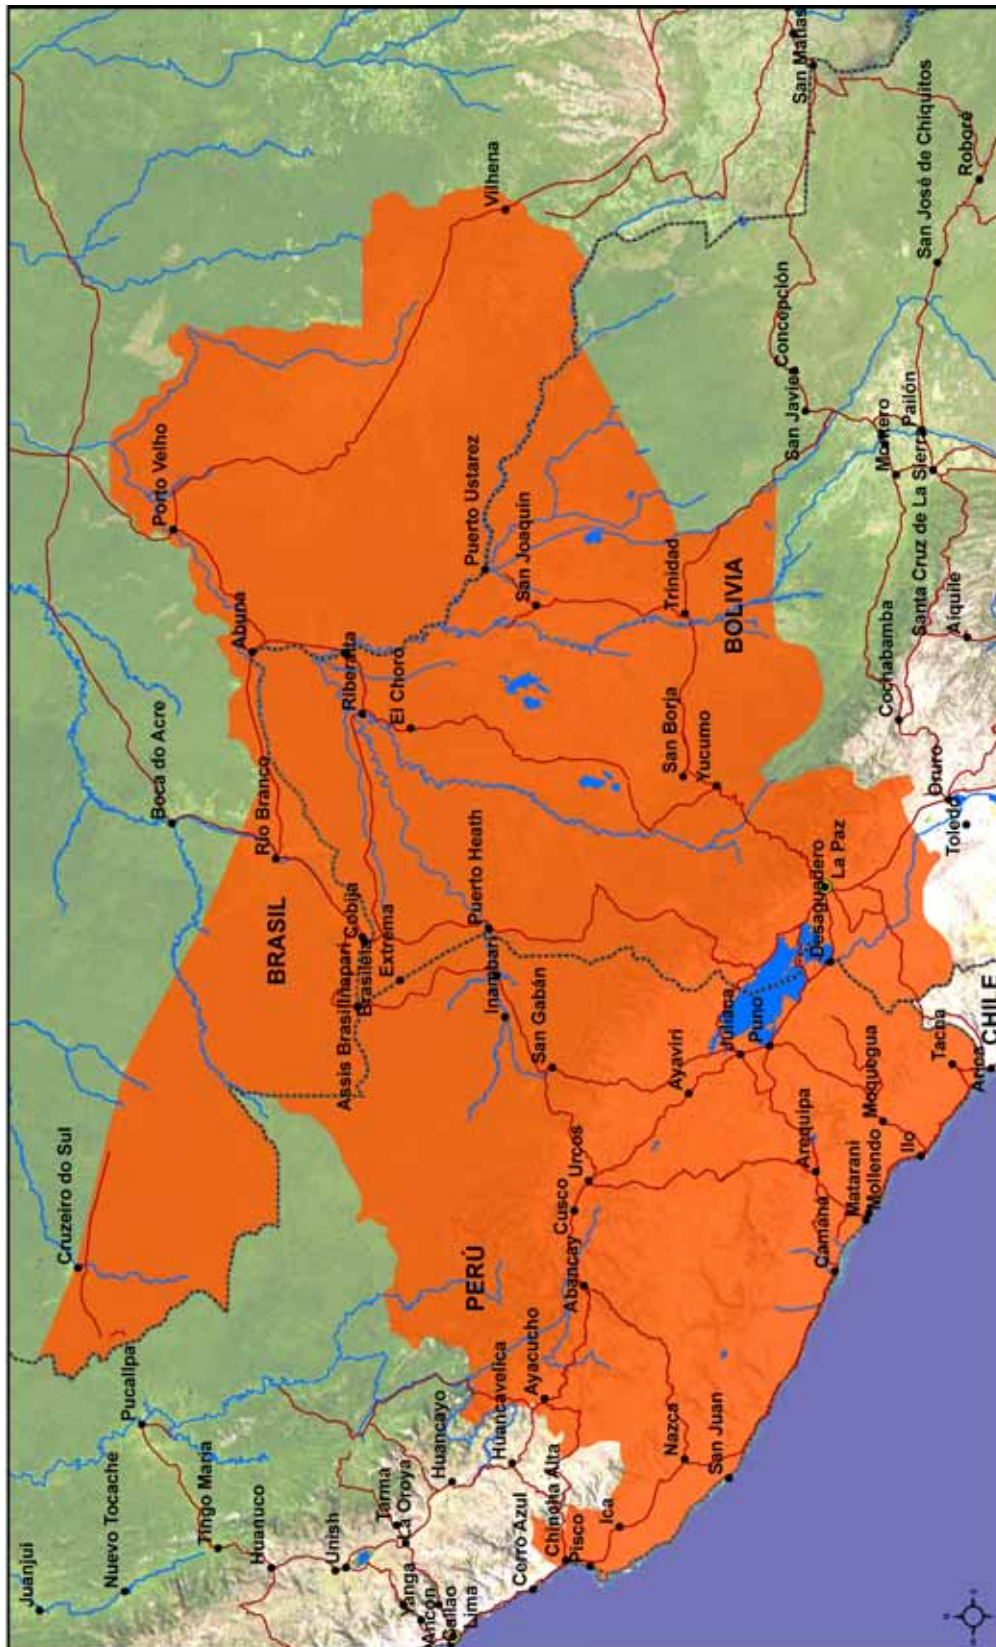 Juanjui
Nuevo Tocache
Tingo Maria
Huanuco
Unish
Yanga
Ancon
Callao
Lima
Tarma
La Oroya
Huancayo
Huancavelica
Cerro Azul
Chincha Alta
Pisco
Ica
Pucallpa
Cruzeiro do Sul
PERÚ
Ayacucho
Abancay
Cusco
Urcos
Nazca
San Juan
Boca do Acre
Rio Branco
BRASIL
Assis Brasil
Iñapari
Brasiléia
Cobija
Extrema
Puerto Heath
Inambari
San Gabán
Ayaviri
Juliaca
Puno
Arequipa
Camaná
Matarani
Mollendo
Moquegua
Ilo
Tacna
Arica
CHILE
Desaguadero
La Paz
Porto Velho
Abuna
Riberalta
El Choro
San Borja
Yucumo
Puerto Ustarez
San Joaquin
Trinidad
BOLIVIA
Vilhena
Oruro
Toledo
Cochabamba
Aiquile
Santa Cruz de La Sierra
Montero
Pailón
San Javier
Concepción
San José de Chiquitos
Roboré
San Matias